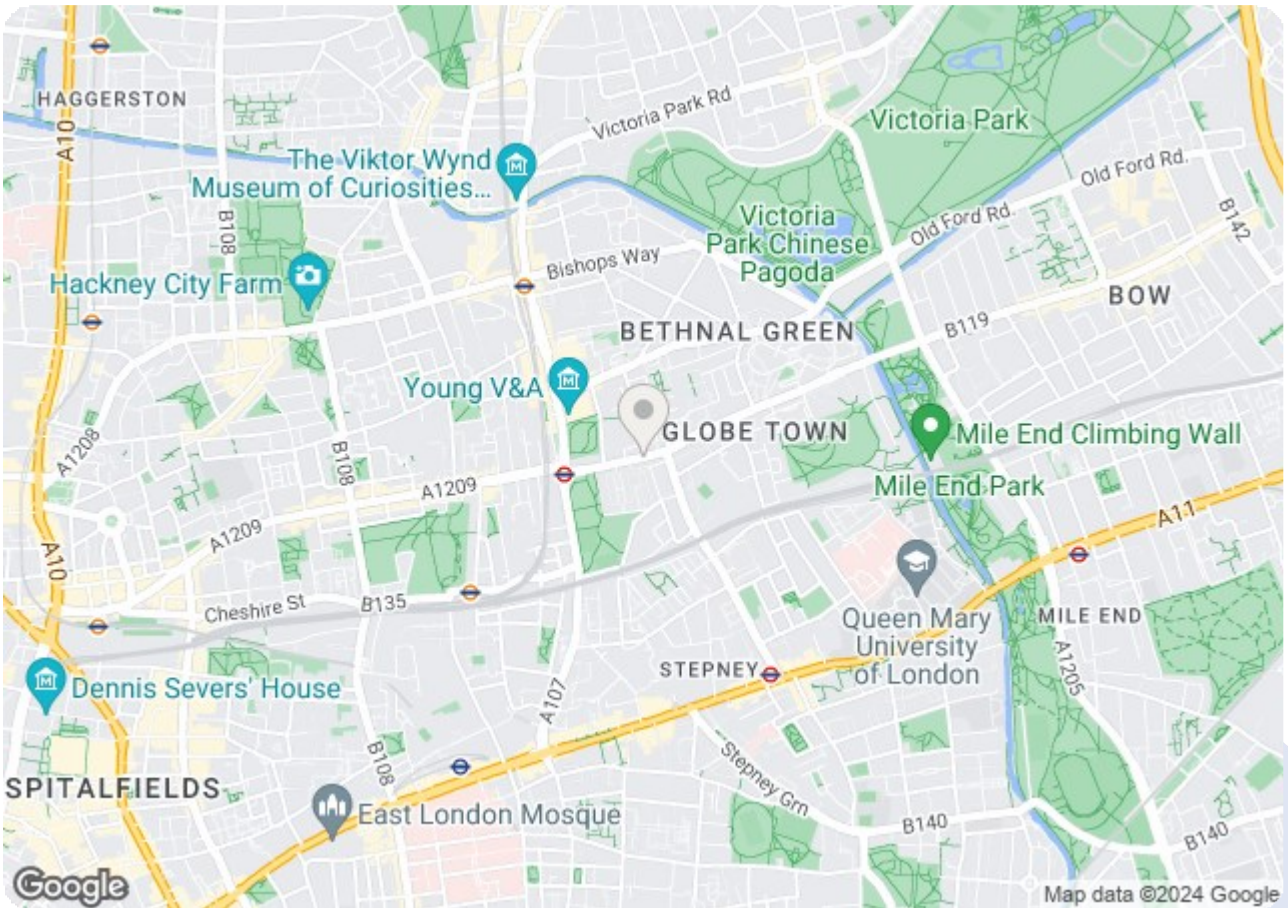 HAGGERSTON
A10
Victoria Park Rd
Victoria Park
The Viktor Wynd
Museum of Curiosities...
Old Ford Rd.
B108
B142
Victoria
Park Chinese
Pagoda
Old Ford Rd.
Bishops Way
Hackney City Farm
BOW
BETHNAL GREEN
B119
Young V&A
GLOBE TOWN
Mile End Climbing Wall
A1208
B108
A1209
Mile End Park
A11
A1209
A10
Cheshire St
B135
Queen Mary
University
of London
MILE END
STEPNEY
A1205
Dennis Severs' House
A107
B108
Stepney Grn
SPITALFIELDS
East London Mosque
B140
B140
Google
Map data ©2024 Google